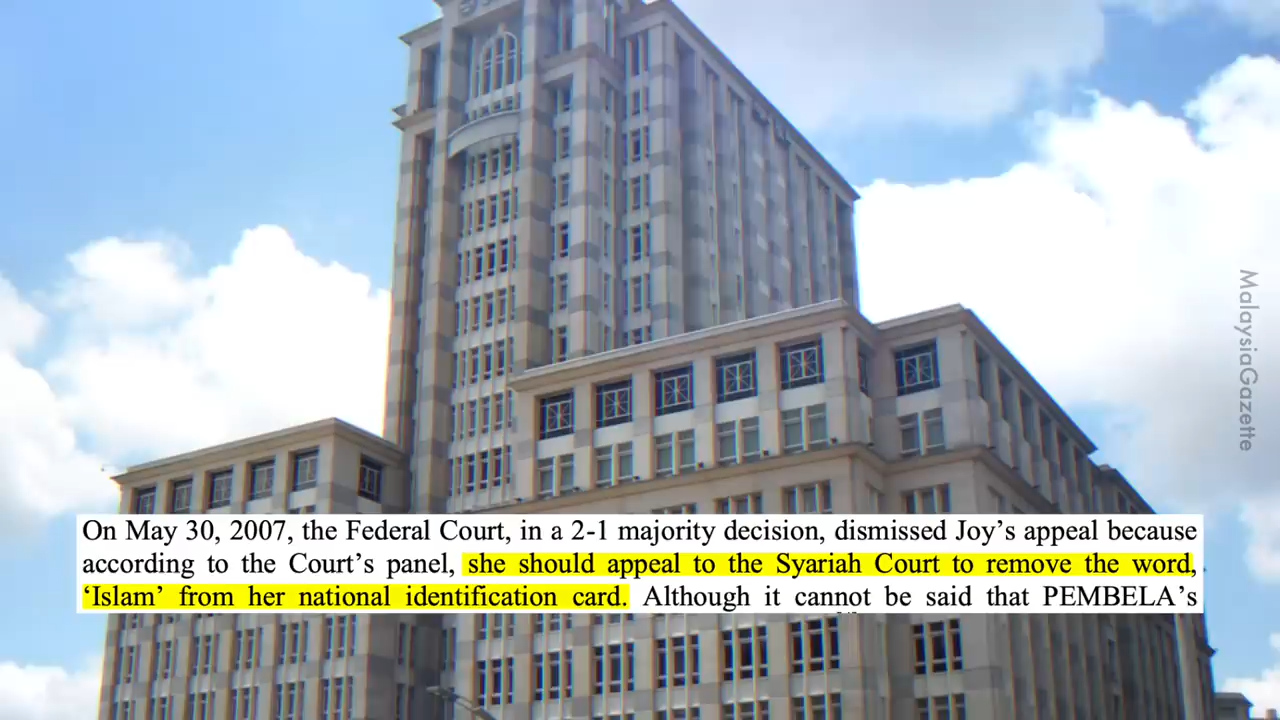 MalaysiaGazette
On May 30, 2007, the Federal Court, in a 2-1 majority decision, dismissed Joy’s appeal because
according to the Court’s panel, she should appeal to the Syariah Court to remove the word,
‘Islam’ from her national identification card. Although it cannot be said that PEMBELA’s